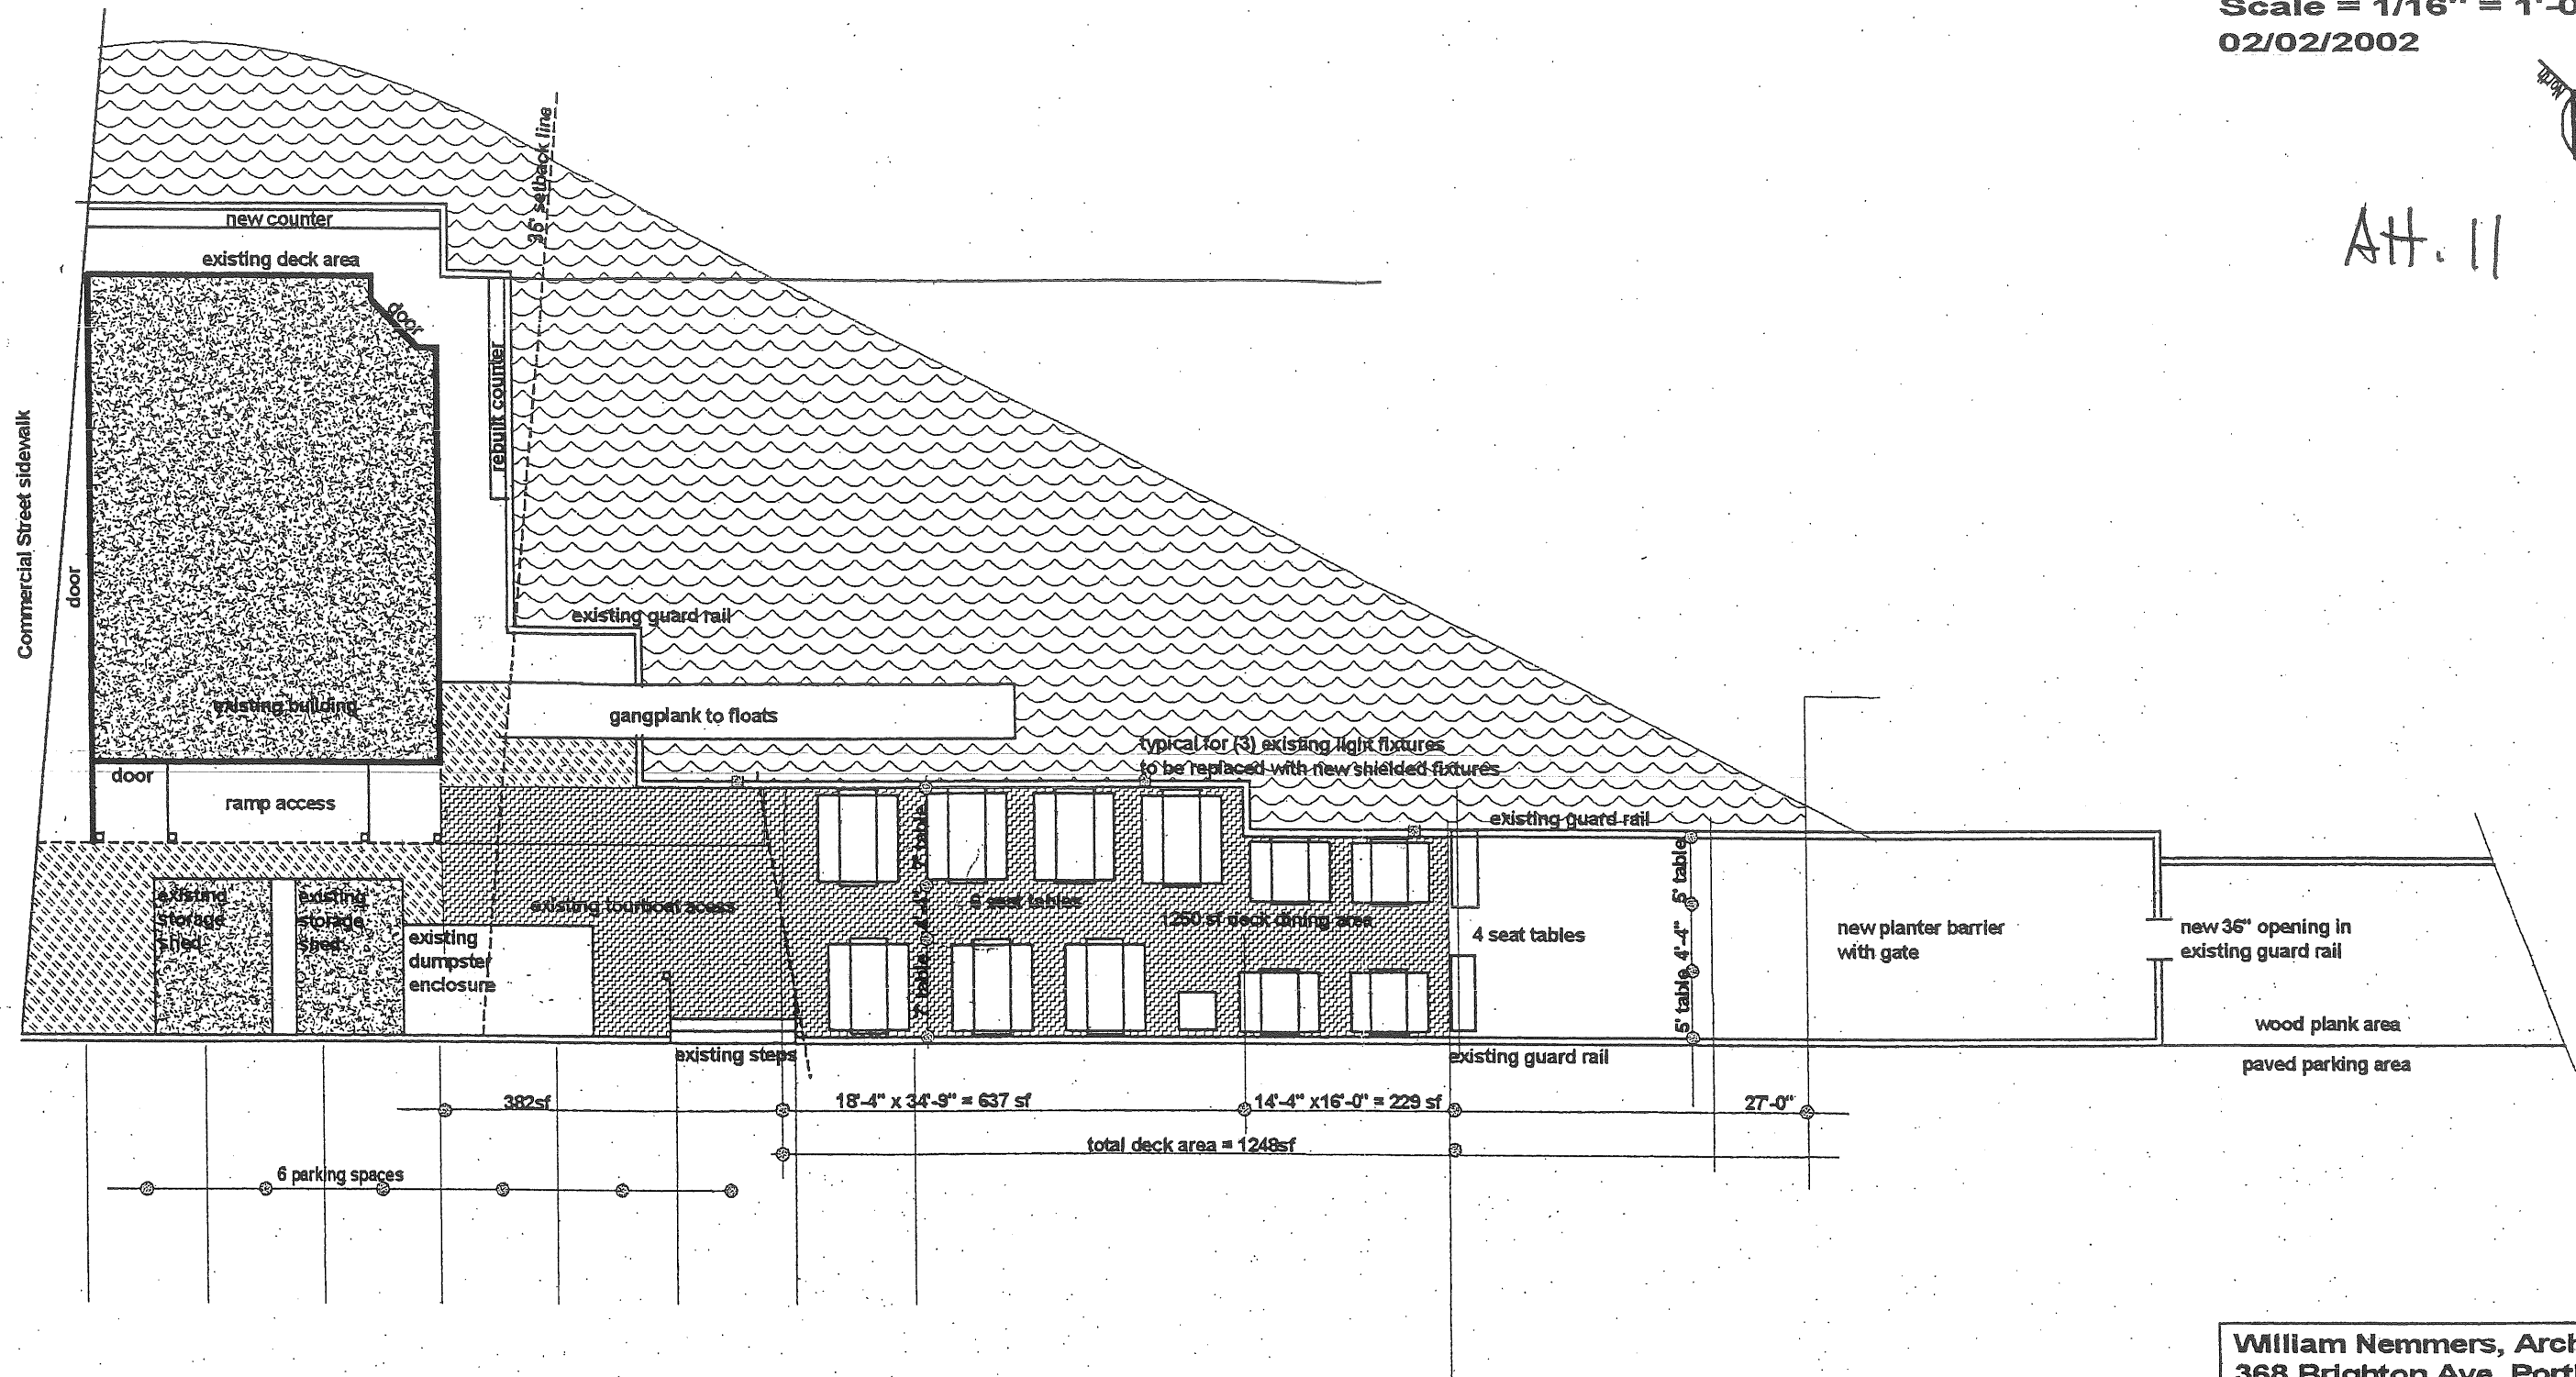 Scale = 1/16" = 1'-0
02/02/2002
North
Att. 11
35' setback line
new counter
existing deck area
door
rebuilt counter
Commercial Street sidewalk
door
existing guard rail
existing building
gangplank to floats
typical for (3) existing light fixtures
to be replaced with new shielded fixtures
door
ramp access
existing guard rail
7' table 4'-4" 7' table
5' table 4'-4" 5' table
existing
storage
shed
existing
storage
shed
existing tourboat acess
seat tables
1250 sf deck dining area
existing
dumpster
enclosure
4 seat tables
new planter barrier
with gate
new 36" opening in
existing guard rail
wood plank area
existing steps
existing guard rail
paved parking area
382sf
18'-4" x 34'-9" = 637 sf
14'-4" x16'-0" = 229 sf
27'-0"
total deck area = 1248sf
6 parking spaces
William Nemmers, Arch
368 Brighton Ave, Port